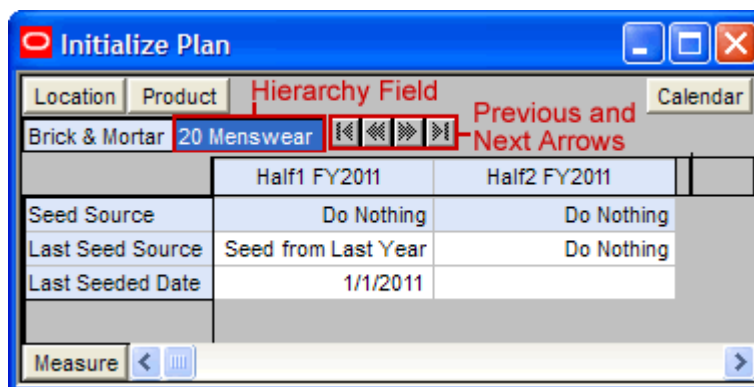 Initialize Plan
Location Product Hierarchy Field Calendar
Brick & Mortar 20 Menswear Previous and
Next Arrows
Half1 FY2011 Half2 FY2011
Seed Source Do Nothing Do Nothing
Last Seed Source Seed from Last Year Do Nothing
Last Seeded Date 1/1/2011
Measure